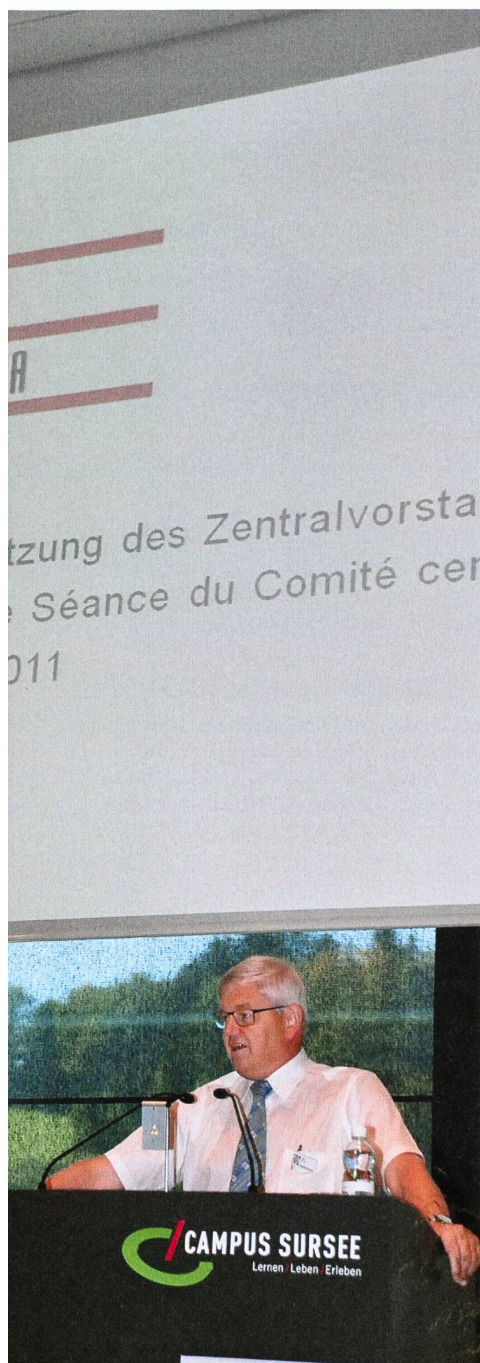 A
tzung des Zentralvorsta
e Séance du Comité cen
011
CAMPUS SURSEE
Lernen/Leben/Erleben